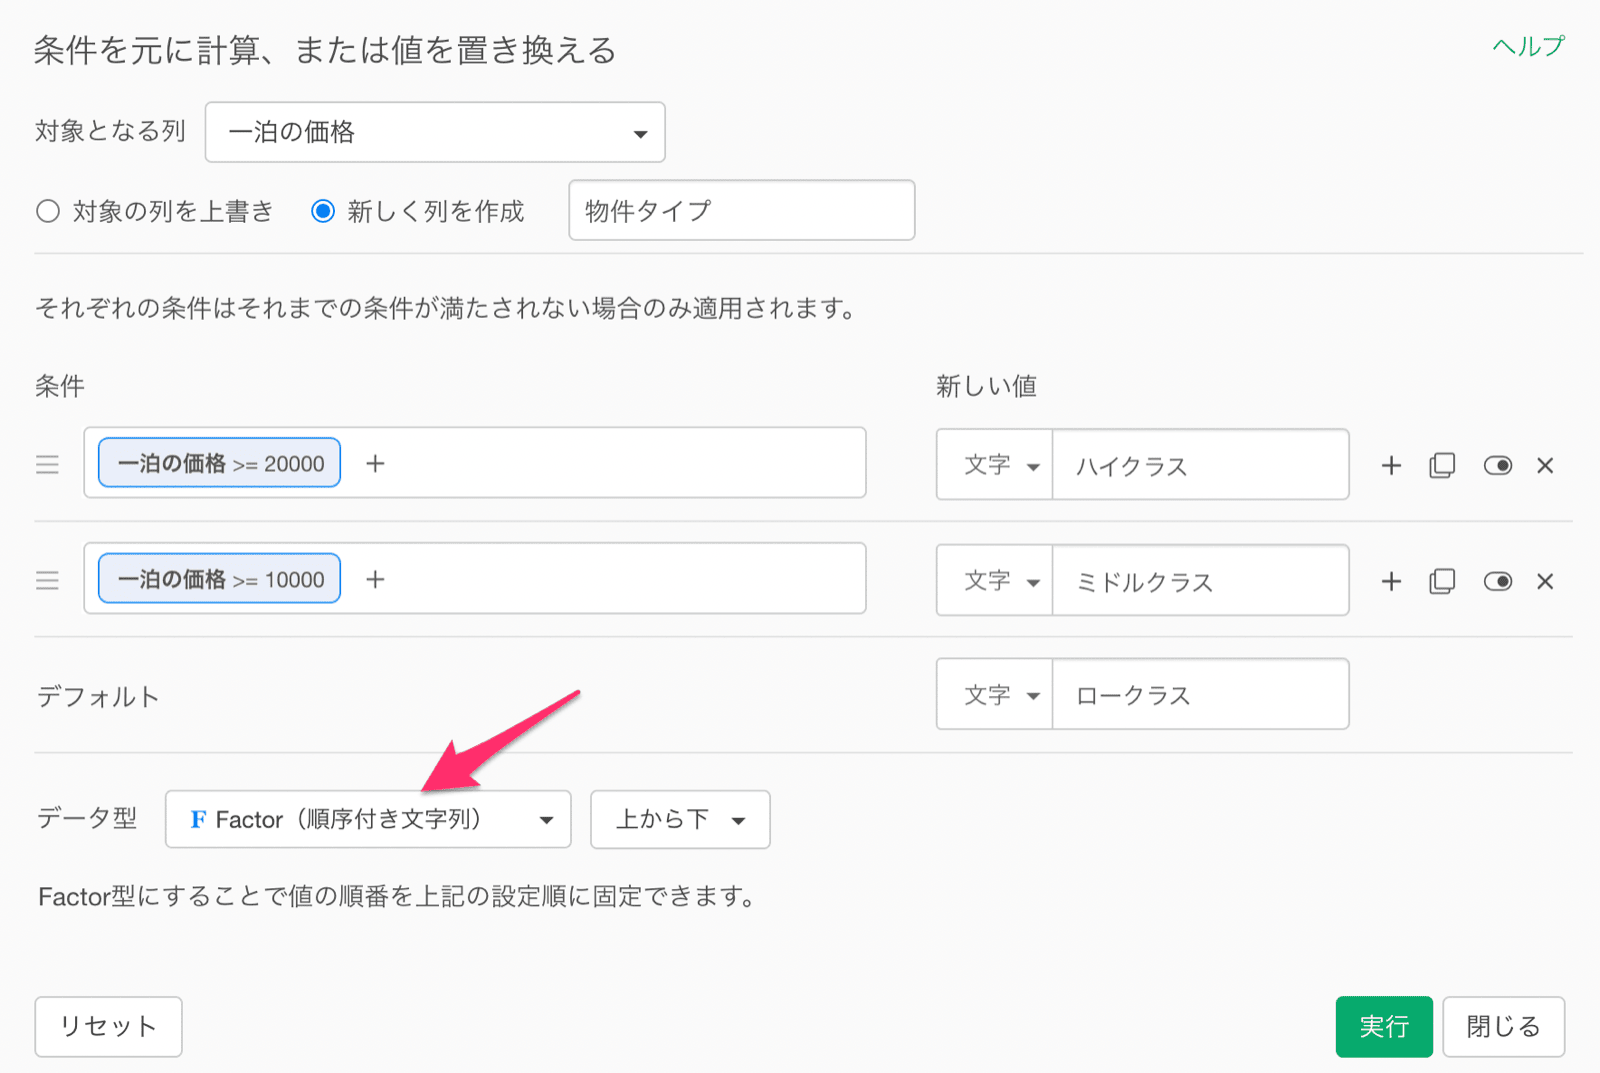 条件を元に計算、または値を置き換える
ヘルプ
対象となる列 一泊の価格
対象の列を上書き 新しく列を作成 物件タイプ
それぞれの条件はそれまでの条件が満たされない場合のみ適用されます。
条件 新しい値
一泊の価格 >= 20000 + 文字 ハイクラス
一泊の価格 >= 10000 + 文字 ミドルクラス
デフォルト 文字 ロークラス
データ型 F Factor（順序付き文字列） 上から下
Factor型にすることで値の順番を上記の設定順に固定できます。
リセット 実行 閉じる